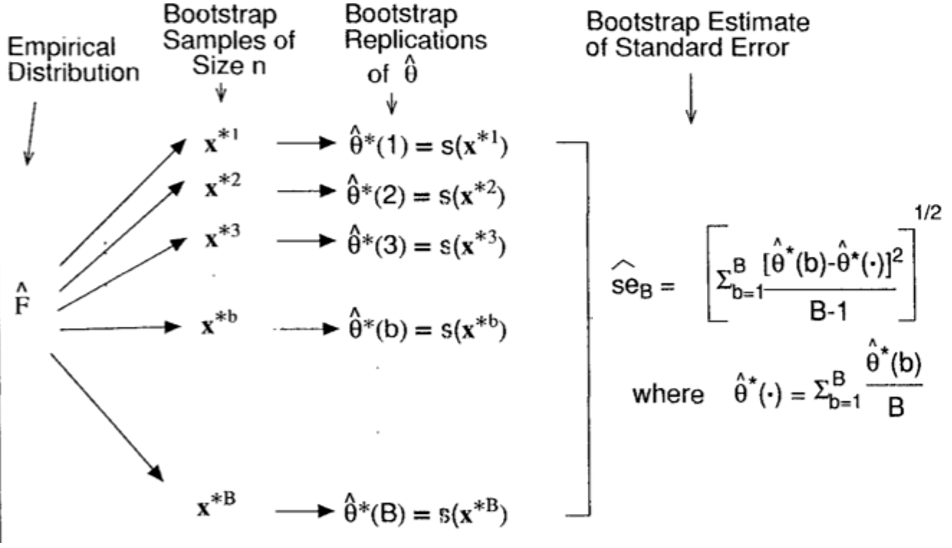 Empirical
Distribution
Bootstrap
Samples of
Size n
Bootstrap
Replications
of θ̂
Bootstrap Estimate
of Standard Error
F̂
x*1
θ̂*(1) = s(x*1)
x*2
θ̂*(2) = s(x*2)
x*3
θ̂*(3) = s(x*3)
x*b
θ̂*(b) = s(x*b)
x*B
θ̂*(B) = s(x*B)
ŝe_B = [Σ_{b=1}^{B} [θ̂*(b)-θ̂*(·)]² / B-1]^{1/2}
where θ̂*(·) = Σ_{b=1}^{B} θ̂*(b) / B